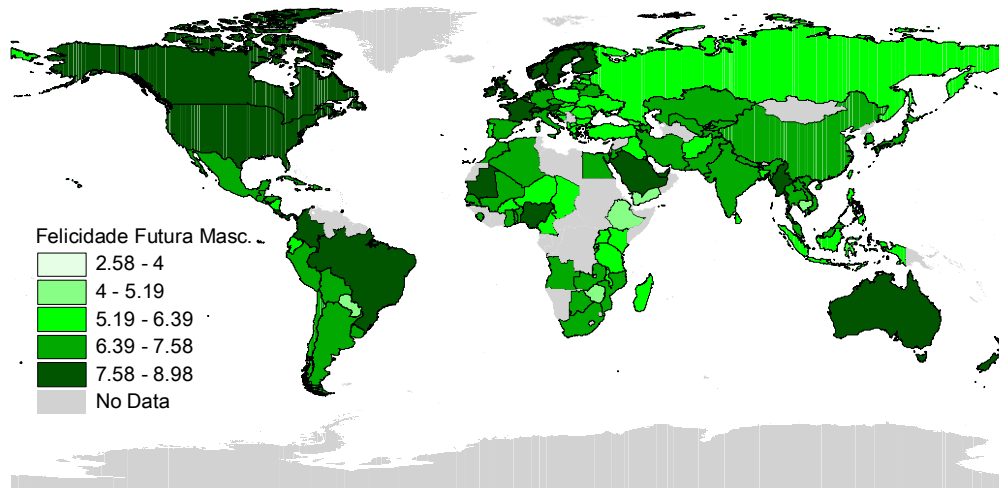 Felicidade Futura Masc.
2.58 - 4
4 - 5.19
5.19 - 6.39
6.39 - 7.58
7.58 - 8.98
No Data